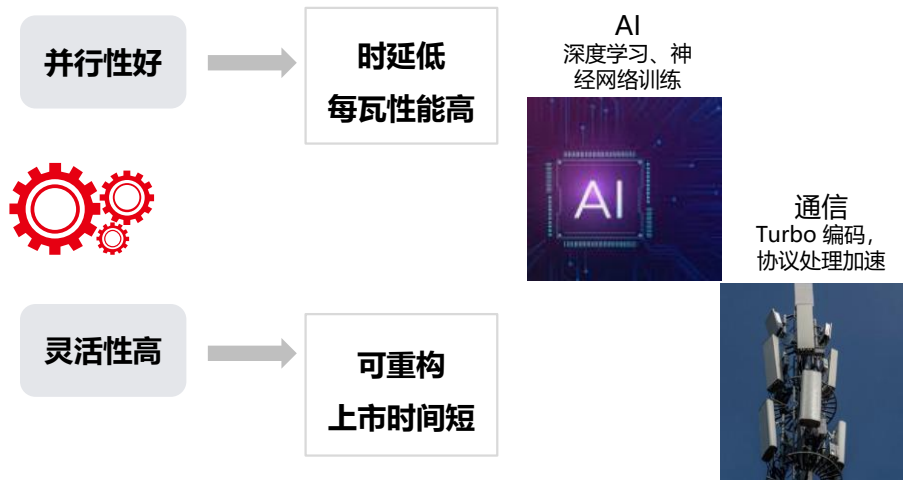 并行性好
时延低
每瓦性能高
AI
深度学习、神
经网络训练
AI
通信
Turbo 编码，
协议处理加速
灵活性高
可重构
上市时间短